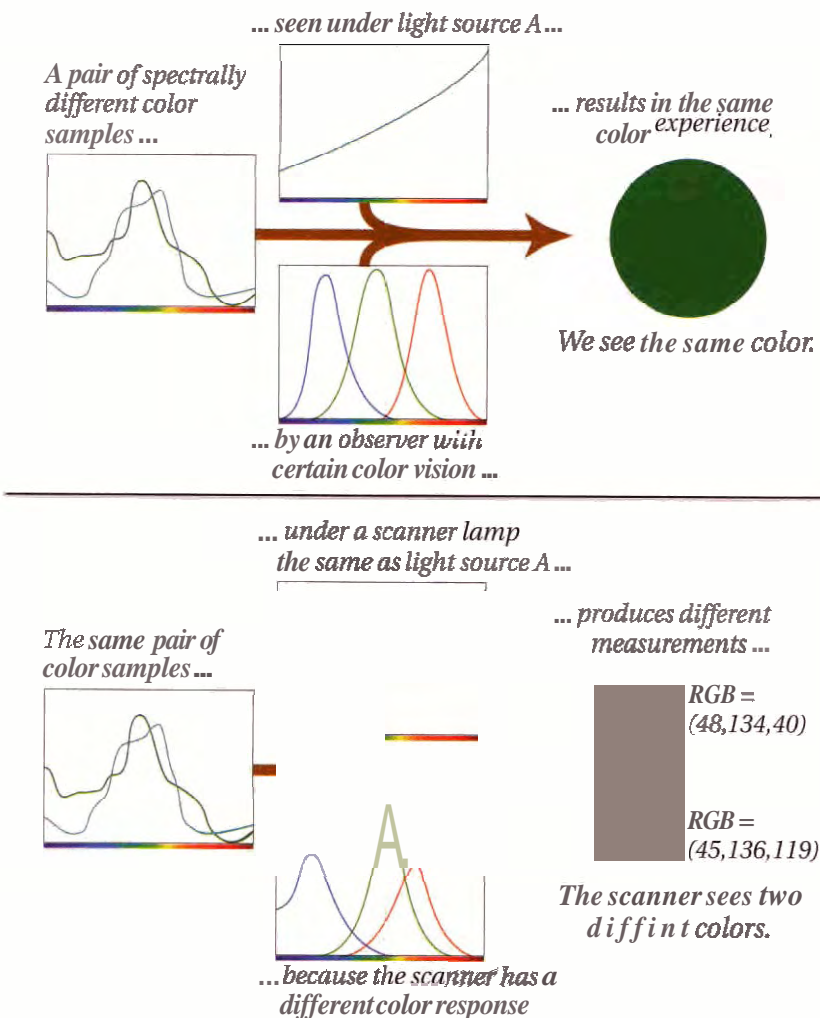 ... seen under light source A...
A pair of spectrally
different color
samples ...
... results in the same
color experience.
We see the same color.
... by an observer with
certain color vision ...
... under a scanner lamp
the same as light source A ...
The same pair of
color samples ...
... produces different
measurements ...
RGB =
(48,134,40)
A
RGB =
(45,136,119)
The scanner sees two
diffint colors.
...because the scanner has a
different color response